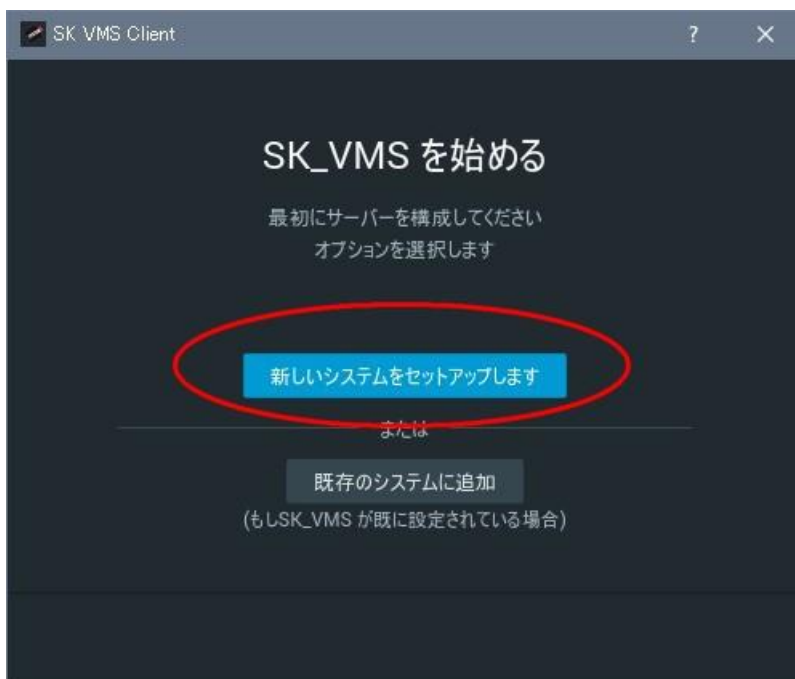 SK VMS Client
?
SK_VMS を始める
最初にサーバーを構成してください
オプションを選択します
新しいシステムをセットアップします
または
既存のシステムに追加
(もしSK_VMS が既に設定されている場合)